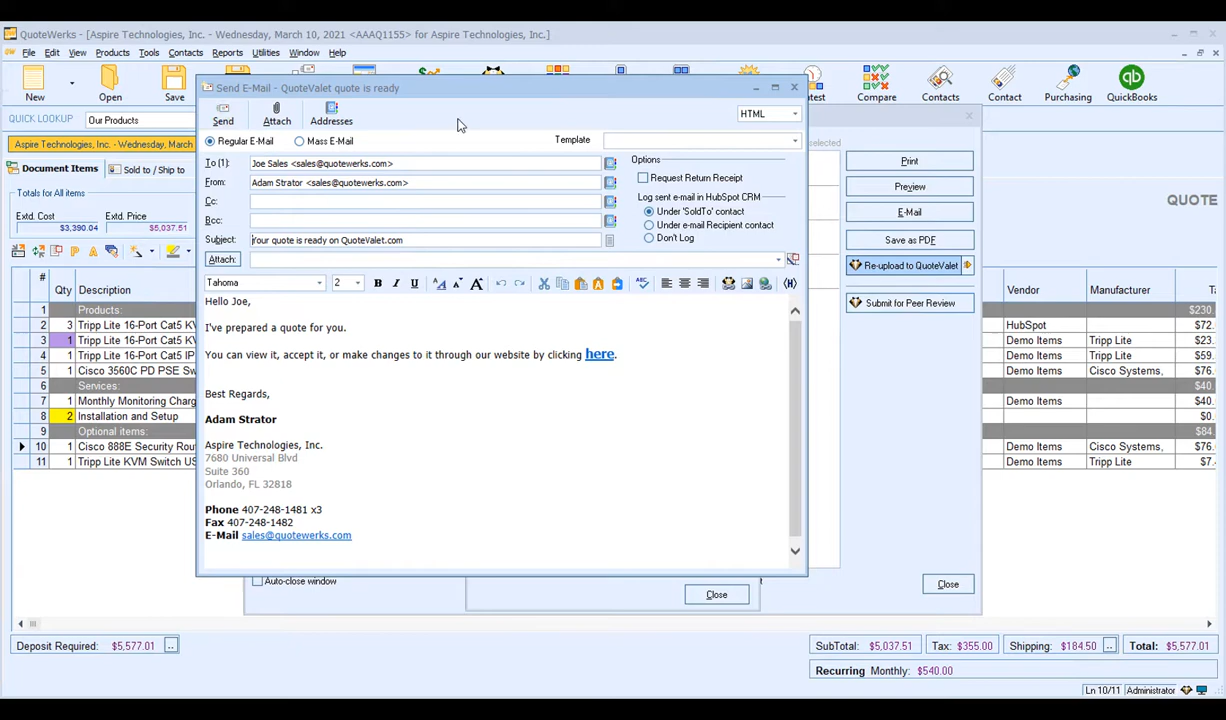 QuoteWerks - [Aspire Technologies, Inc. - Wednesday, March 10, 2021 <AAAQ1155> for Aspire Technologies, Inc.]
File Edit View Products Tools Contacts Reports Utilities Window Help
New Open Save Compare Contacts Contact Purchasing QuickBooks
QUICK LOOKUP Our Products
Aspire Technologies, Inc. - Wednesday, March
Document Items Sold to / Ship to
Totals for All items
Extd. Cost Extd. Price
$3,390.04 $5,037.51
QUOTE
# Qty Description Vendor Manufacturer
1 Products: $230.
2 3 Tripp Lite 16-Port Cat5 KV HubSpot $72.
3 1 Tripp Lite 16-Port Cat5 KV Demo Items Tripp Lite $23.
4 1 Tripp Lite 16-Port Cat5 IP Demo Items Tripp Lite $59.
5 1 Cisco 3560C PD PSE Sw Demo Items Cisco Systems, $76.
6 Services: $40.
7 1 Monthly Monitoring Charg Demo Items $40.
8 2 Installation and Setup $0.
9 Optional items: $84.
10 1 Cisco 888E Security Rou Demo Items Cisco Systems, $76.
11 1 Tripp Lite KVM Switch US Demo Items Tripp Lite $7.
Send E-Mail - QuoteValet quote is ready
Send Attach Addresses HTML
Regular E-Mail Mass E-Mail Template
To (1): Joe Sales <sales@quotewerks.com>
From: Adam Strator <sales@quotewerks.com>
Cc:
Bcc:
Subject: Your quote is ready on QuoteValet.com
Attach:
Options
Request Return Receipt
Log sent e-mail in HubSpot CRM
Under 'SoldTo' contact
Under e-mail Recipient contact
Don't Log
Tahoma 2 B I U
Hello Joe,
I've prepared a quote for you.
You can view it, accept it, or make changes to it through our website by clicking here.
Best Regards,
Adam Strator
Aspire Technologies, Inc.
7680 Universal Blvd
Suite 360
Orlando, FL 32818
Phone 407-248-1481 x3
Fax 407-248-1482
E-Mail sales@quotewerks.com
selected
Print
Preview
E-Mail
Save as PDF
Re-upload to QuoteValet
Submit for Peer Review
Auto-close window
Close
Close
Deposit Required: $5,577.01 ..
SubTotal: $5,037.51 Tax: $355.00 Shipping: $184.50 .. Total: $5,577.01
Recurring Monthly: $540.00
Ln 10/11 Administrator